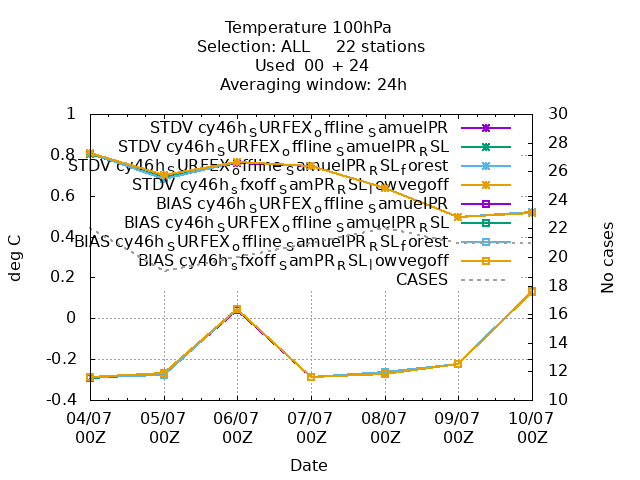 Temperature 100hPa
Selection: ALL 22 stations
Used 00 + 24
Averaging window: 24h
1
0.8
0.6
0.4
0.2
0
-0.2
-0.4
deg C
30
28
26
24
22
20
18
16
14
12
10
No cases
STDV cy46h_SURFEX_offline_SamuelPR
STDV cy46h_SURFEX_offline_SamuelPR_RSL
STDV cy46h_SURFEX_offline_SamuelPR_RSL_forest
STDV cy46h_sfxoff_SamPR_RSL_lowvegoff
BIAS cy46h_SURFEX_offline_SamuelPR
BIAS cy46h_SURFEX_offline_SamuelPR_RSL
BIAS cy46h_SURFEX_offline_SamuelPR_RSL_forest
BIAS cy46h_sfxoff_SamPR_RSL_lowvegoff
CASES
04/07 05/07 06/07 07/07 08/07 09/07 10/07
00Z 00Z 00Z 00Z 00Z 00Z 00Z
Date